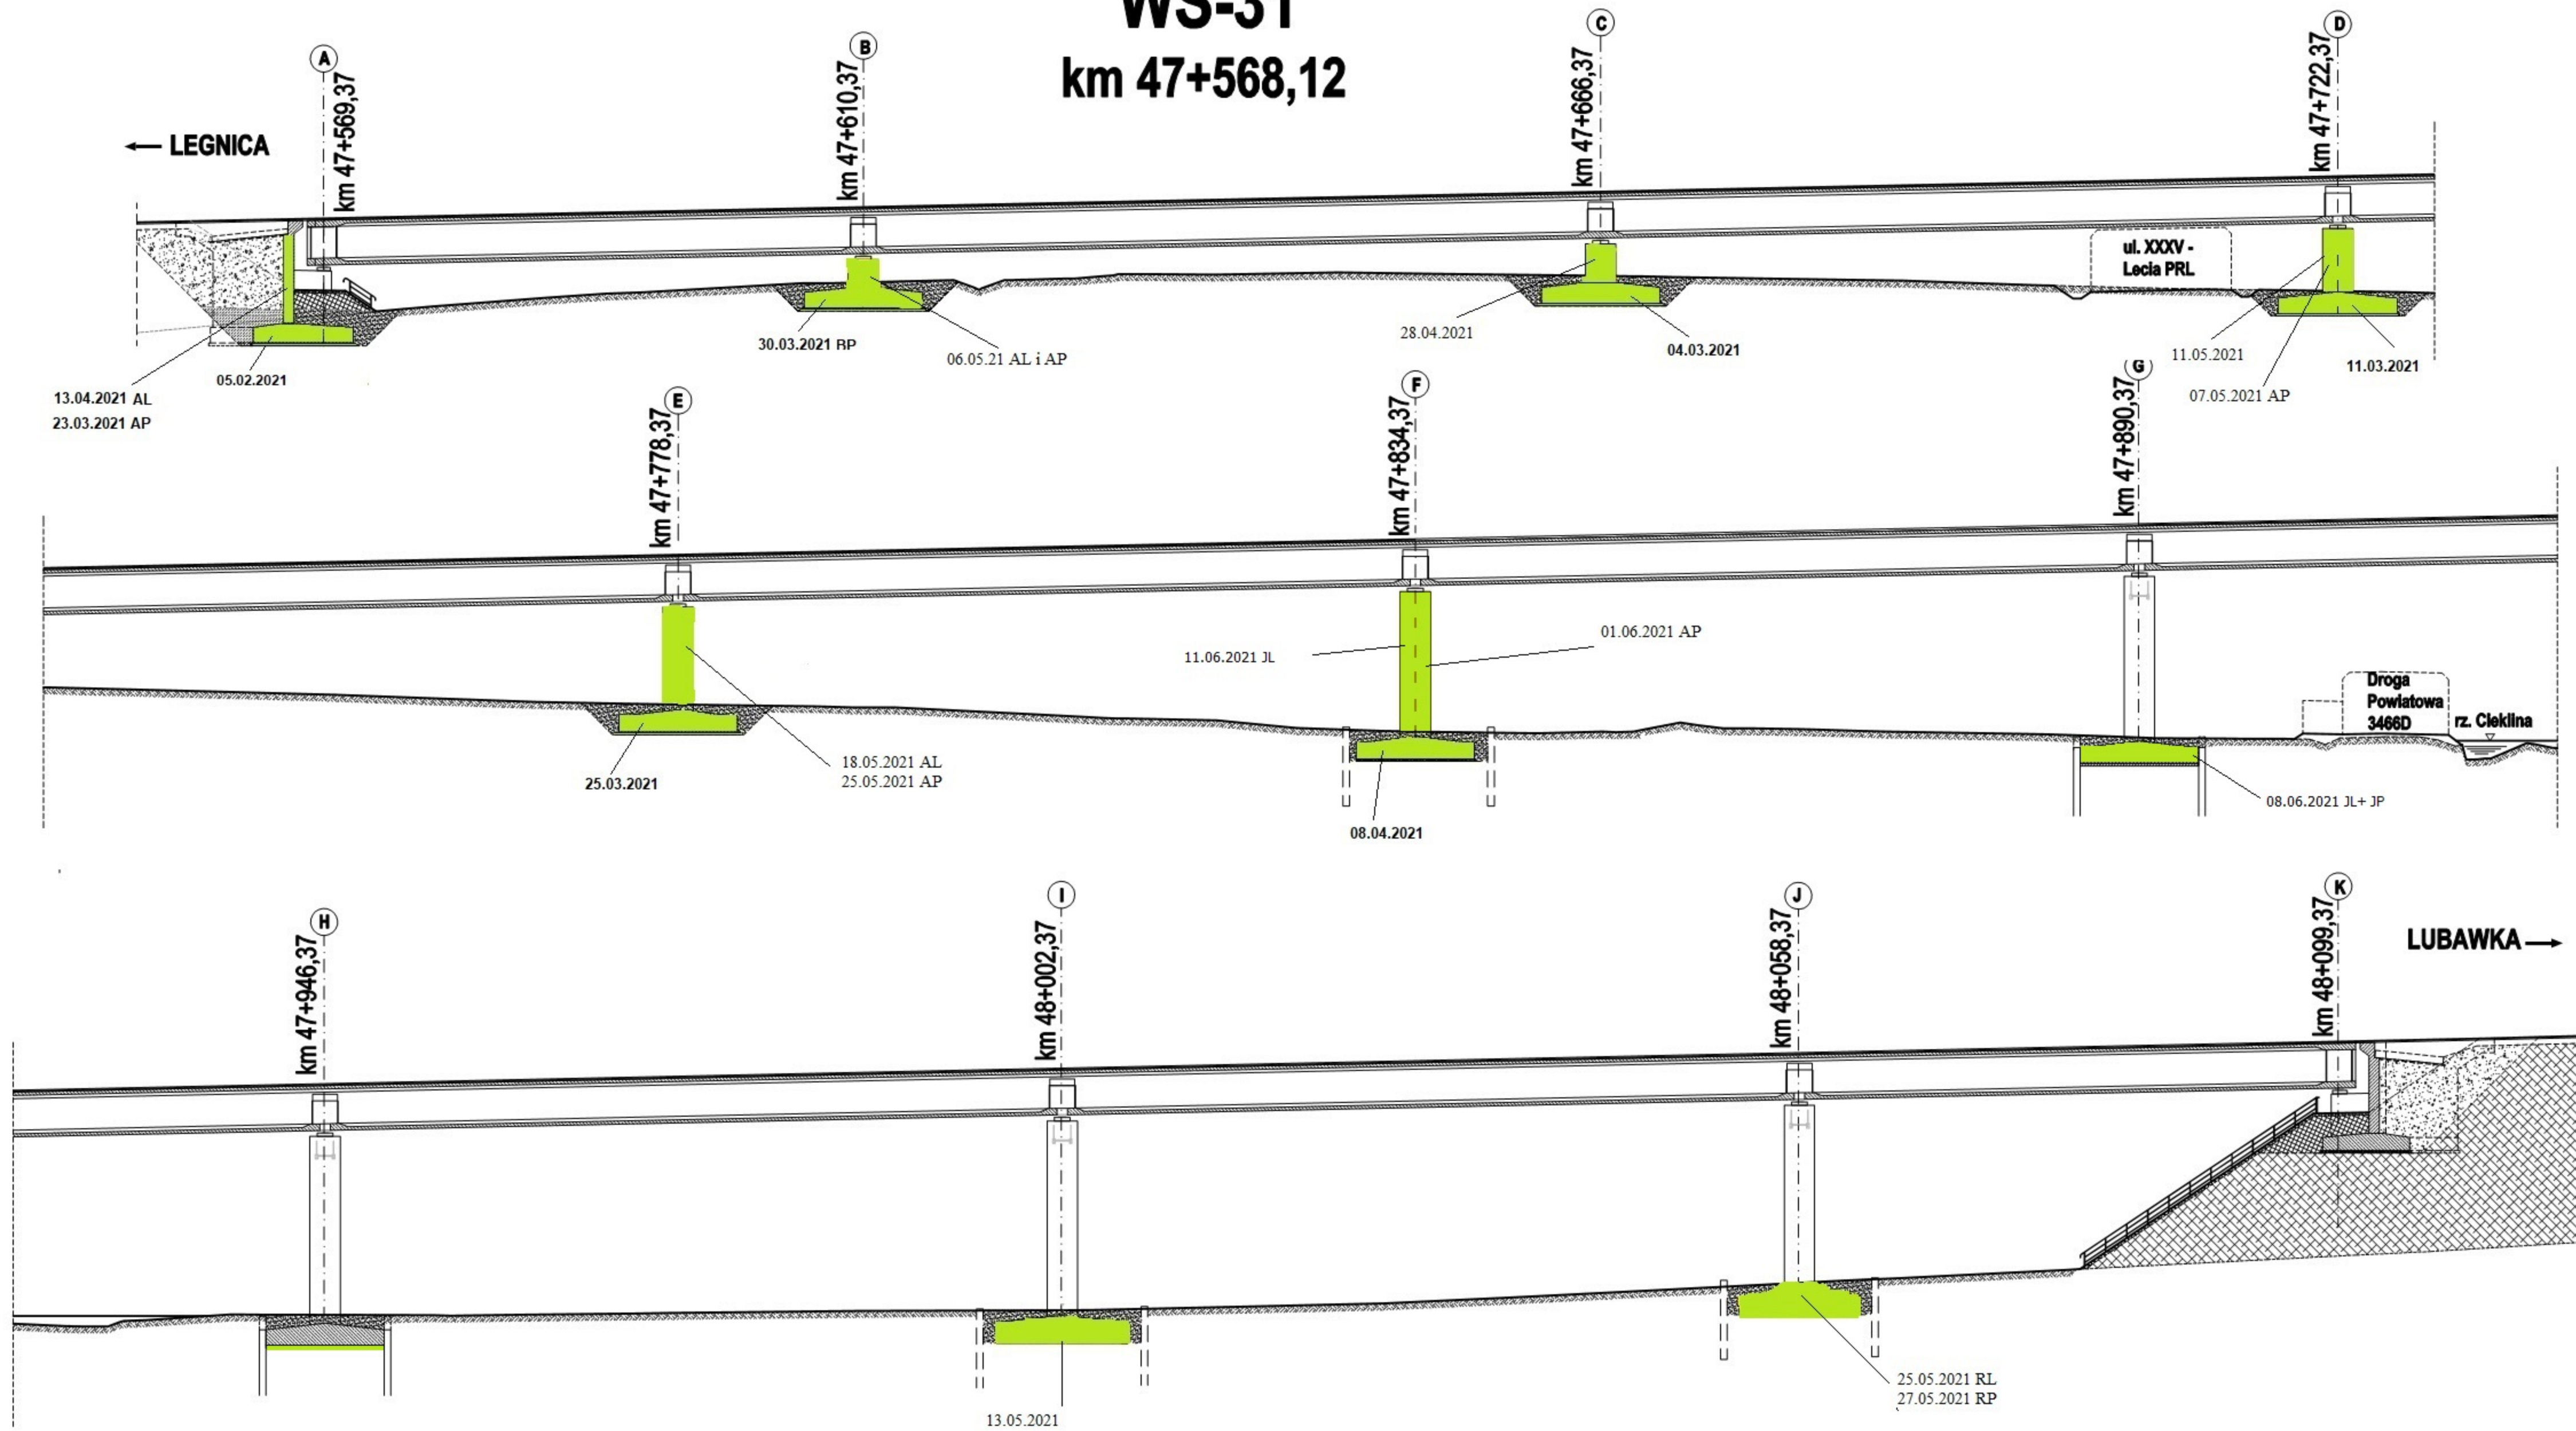 WS-31
km 47+568,12
A
B
C
D
km 47+569,37
km 47+610,37
km 47+666,37
km 47+722,37
← LEGNICA
ul. XXXV -
Lecia PRL
13.04.2021 AL
23.03.2021 AP
05.02.2021
30.03.2021 RP
06.05.21 AL i AP
28.04.2021
04.03.2021
11.05.2021
07.05.2021 AP
11.03.2021
E
F
G
km 47+778,37
km 47+834,37
km 47+890,37
11.06.2021 JL
01.06.2021 AP
Droga
Powiatowa
3466D
rz. Cieklina
25.03.2021
18.05.2021 AL
25.05.2021 AP
08.04.2021
08.06.2021 JL+ JP
H
I
J
K
km 47+946,37
km 48+002,37
km 48+058,37
km 48+099,37
LUBAWKA →
13.05.2021
25.05.2021 RL
27.05.2021 RP